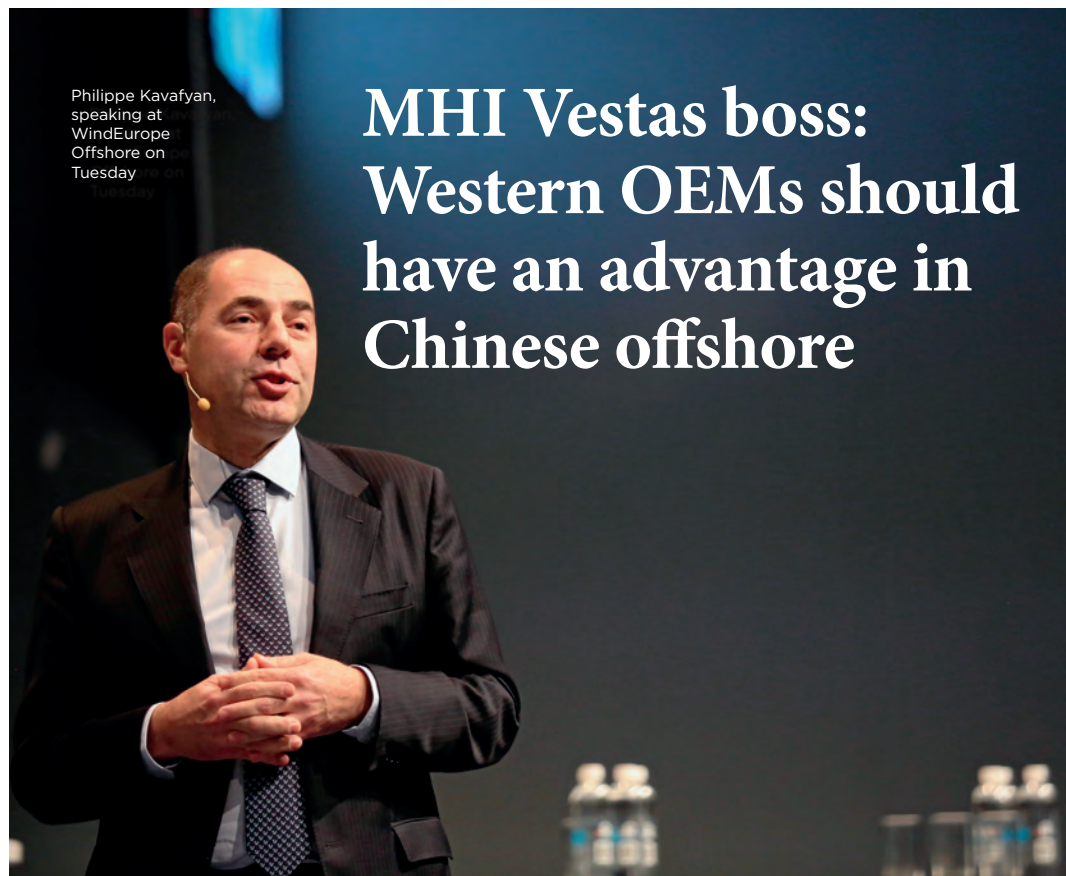 Philippe Kavafyan,
speaking at
WindEurope
Offshore on
Tuesday
MHI Vestas boss:
Western OEMs should
have an advantage in
Chinese offshore